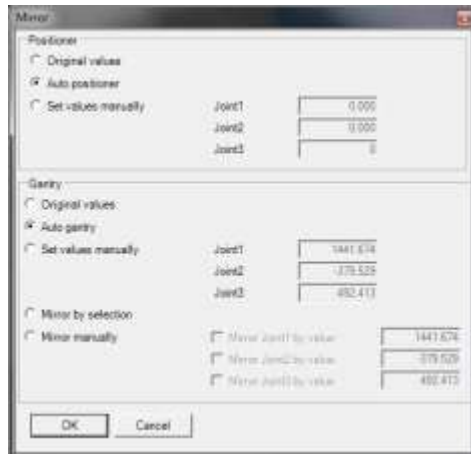 Mirror
Positioner
Original values
Auto positioner
Set values manually
Joint1 0.000
Joint2 0.000
Joint3 0
Gantry
Original values
Auto gantry
Set values manually
Joint1 1441.674
Joint2 -379.529
Joint3 492.413
Mirror by selection
Mirror manually
Mirror Joint1 by value 1441.674
Mirror Joint2 by value -379.529
Mirror Joint3 by value 492.413
OK Cancel